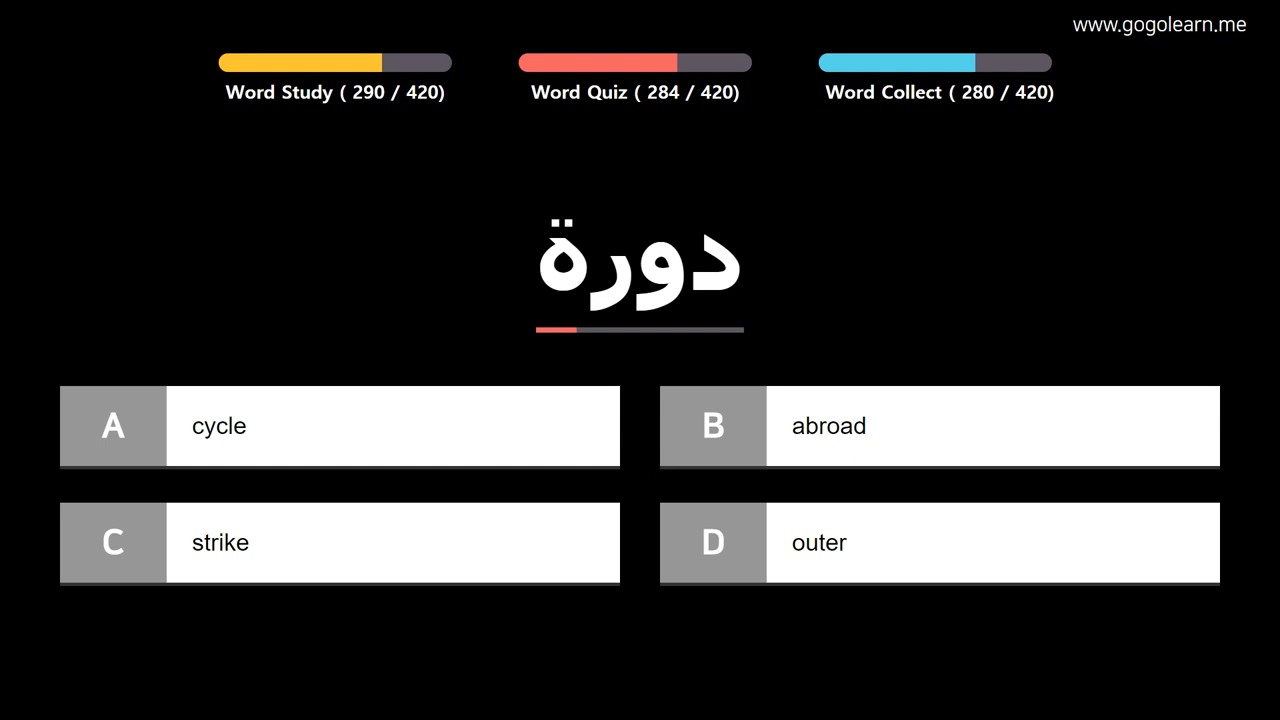 www.gogolearn.me
Word Study ( 290 / 420)
Word Quiz ( 284 / 420)
Word Collect ( 280 / 420)
دورة
A cycle
B abroad
C strike
D outer